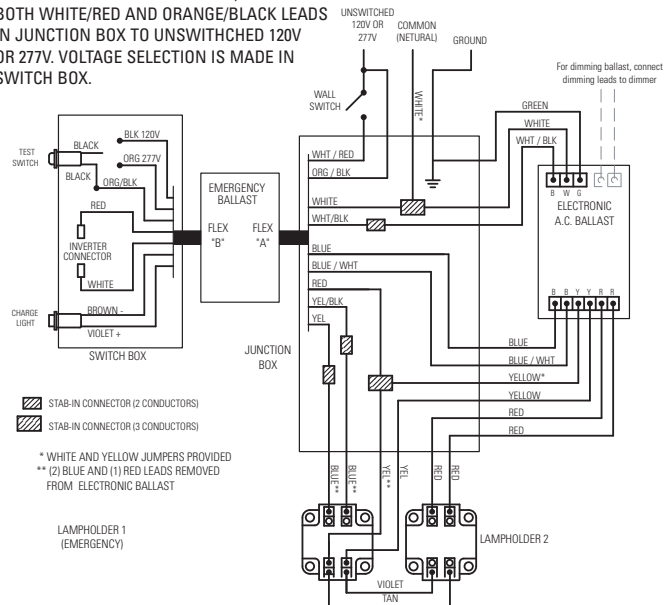 BOTH WHITE/RED AND ORANGE/BLACK LEADS
IN JUNCTION BOX TO UNSWITHCHED 120V
OR 277V. VOLTAGE SELECTION IS MADE IN
SWITCH BOX.
UNSWITCHED
120V OR
277V
COMMON
(NETURAL)
GROUND
For dimming ballast, connect
dimming leads to dimmer
WALL
SWITCH
WHITE*
GREEN
WHITE
WHT / BLK
TEST
SWITCH
BLACK
BLK 120V
ORG 277V
BLACK
ORG/BLK
RED
INVERTER
CONNECTOR
WHITE
CHARGE
LIGHT
BROWN -
VIOLET +
SWITCH BOX
EMERGENCY
BALLAST
FLEX
"B"
FLEX
"A"
WHT / RED
ORG / BLK
WHITE
WHT/BLK
BLUE
BLUE / WHT
RED
YEL/BLK
YEL
JUNCTION
BOX
B W G
ELECTRONIC
A.C. BALLAST
B B Y Y R R
BLUE
BLUE / WHT
YELLOW*
YELLOW
RED
RED
STAB-IN CONNECTOR (2 CONDUCTORS)
STAB-IN CONNECTOR (3 CONDUCTORS)
* WHITE AND YELLOW JUMPERS PROVIDED
** (2) BLUE AND (1) RED LEADS REMOVED
FROM ELECTRONIC BALLAST
BLUE**
BLUE**
YEL**
YEL
RED
RED
LAMPHOLDER 1
(EMERGENCY)
LAMPHOLDER 2
VIOLET
TAN